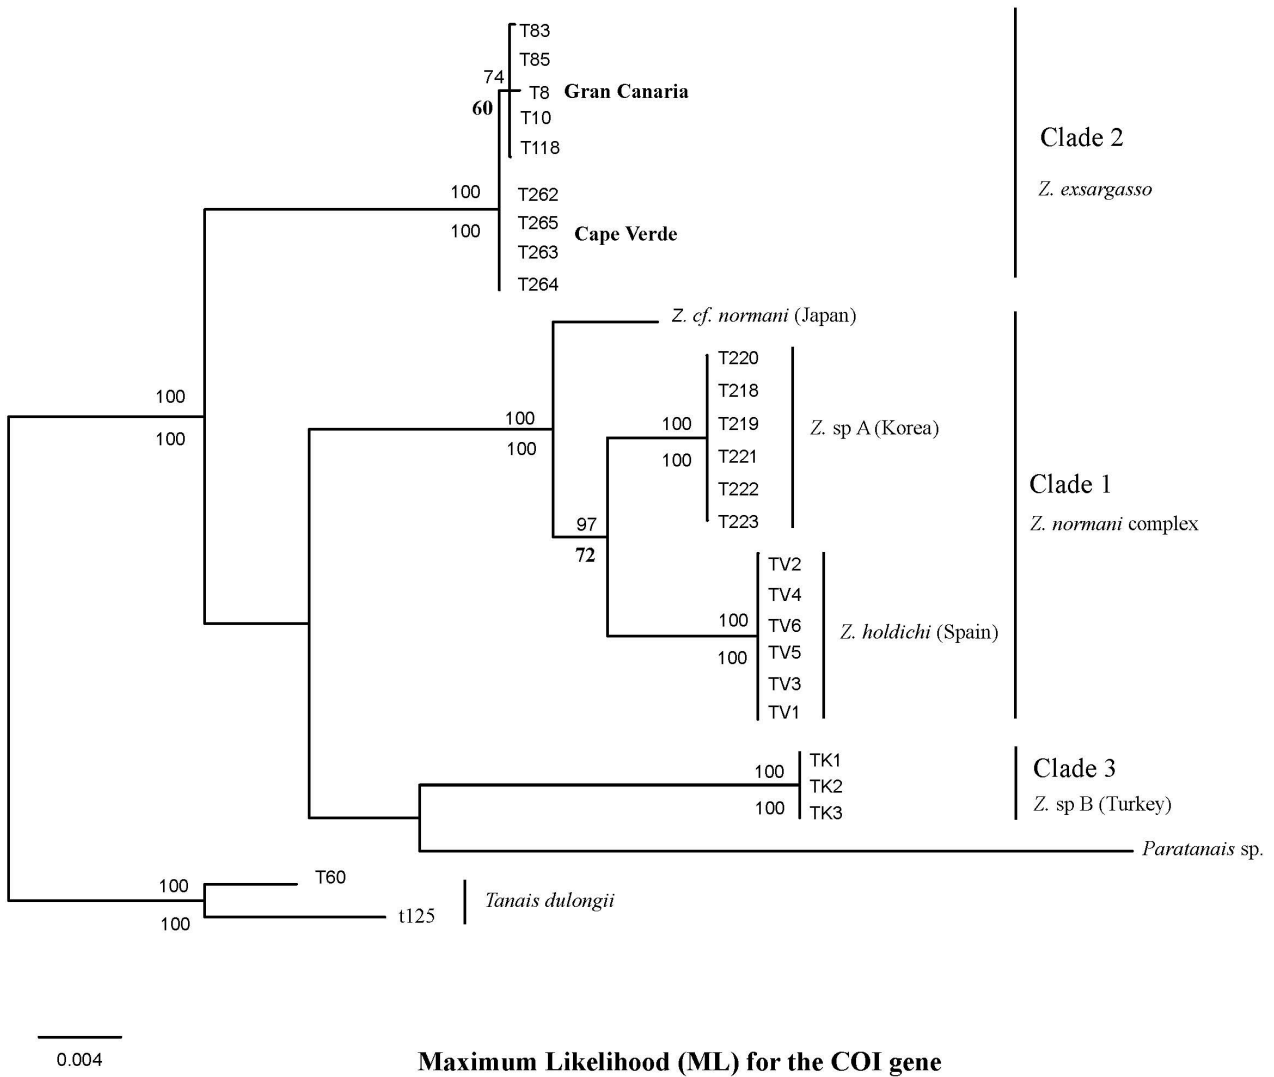 T83
T85
74
T8 Gran Canaria
60
T10
T118
Clade 2
Z. exsargasso
100
T262
100
T265
Cape Verde
T263
T264
Z. cf. normani (Japan)
T220
T218
100
T219
Z. sp A (Korea)
100
100
T221
100
T222
T223
97
72
Clade 1
Z. normani complex
TV2
TV4
100
TV6
Z. holdichi (Spain)
100
TV5
TV3
TV1
100
100
TK1
100
TK2
100
TK3
Clade 3
Z. sp B (Turkey)
Paratanais sp.
T60
100
100
t125
Tanais dulongii
0.004
Maximum Likelihood (ML) for the COI gene